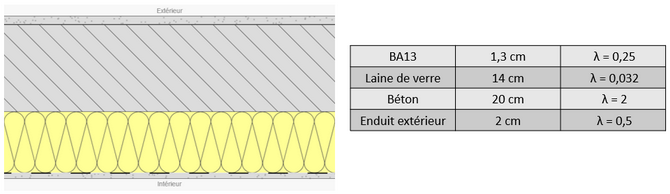 Extérieur
Intérieur
BA13 1,3 cm λ = 0,25
Laine de verre 14 cm λ = 0,032
Béton 20 cm λ = 2
Enduit extérieur 2 cm λ = 0,5